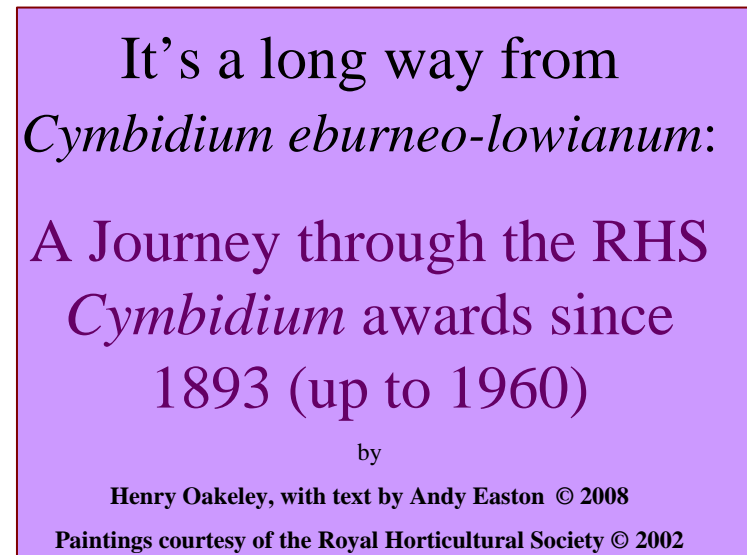 It’s a long way from
Cymbidium eburneo-lowianum:
A Journey through the RHS
Cymbidium awards since
1893 (up to 1960)
by
Henry Oakeley, with text by Andy Easton © 2008
Paintings courtesy of the Royal Horticultural Society © 2002